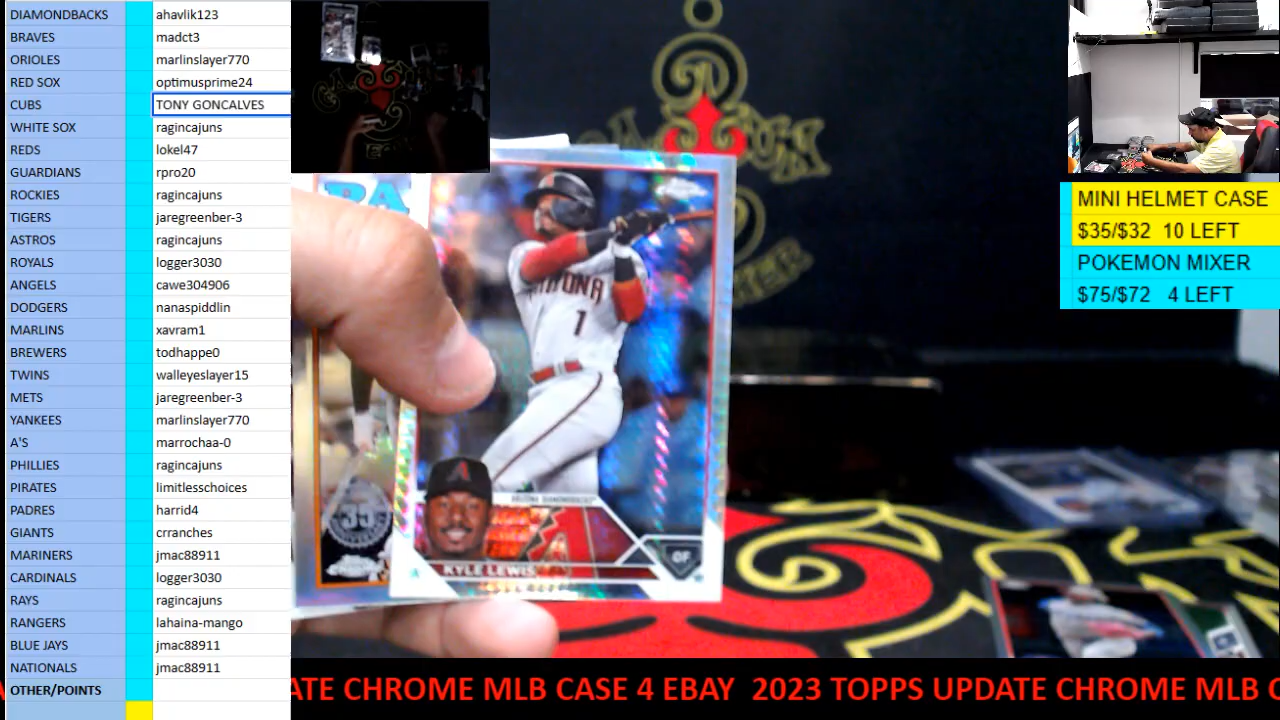 DIAMONDBACKS ahavlik123
BRAVES madct3
ORIOLES marlinslayer770
RED SOX optimusprime24
CUBS TONY GONCALVES
WHITE SOX ragincajuns
REDS lokel47
GUARDIANS rpro20
ROCKIES ragincajuns
TIGERS jaregreenber-3
ASTROS ragincajuns
ROYALS logger3030
ANGELS cawe304906
DODGERS nanaspiddlin
MARLINS xavram1
BREWERS todhappe0
TWINS walleyeslayer15
METS jaregreenber-3
YANKEES marlinslayer770
A'S marrochaa-0
PHILLIES ragincajuns
PIRATES limitlesschoices
PADRES harrid4
GIANTS crranches
MARINERS jmac88911
CARDINALS logger3030
RAYS ragincajuns
RANGERS lahaina-mango
BLUE JAYS jmac88911
NATIONALS jmac88911
OTHER/POINTS
MINI HELMET CASE
$35/$32 10 LEFT
POKEMON MIXER
$75/$72 4 LEFT
1
KYLE LEWIS
OF
35
ATE CHROME MLB CASE 4 EBAY 2023 TOPPS UPDATE CHROME MLB C